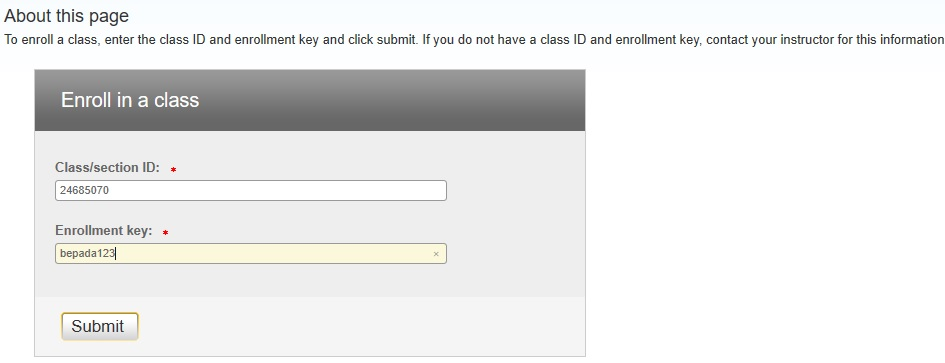 About this page
To enroll a class, enter the class ID and enrollment key and click submit. If you do not have a class ID and enrollment key, contact your instructor for this information
Enroll in a class
Class/section ID: *
24685070
Enrollment key: *
bepada123 ×
Submit